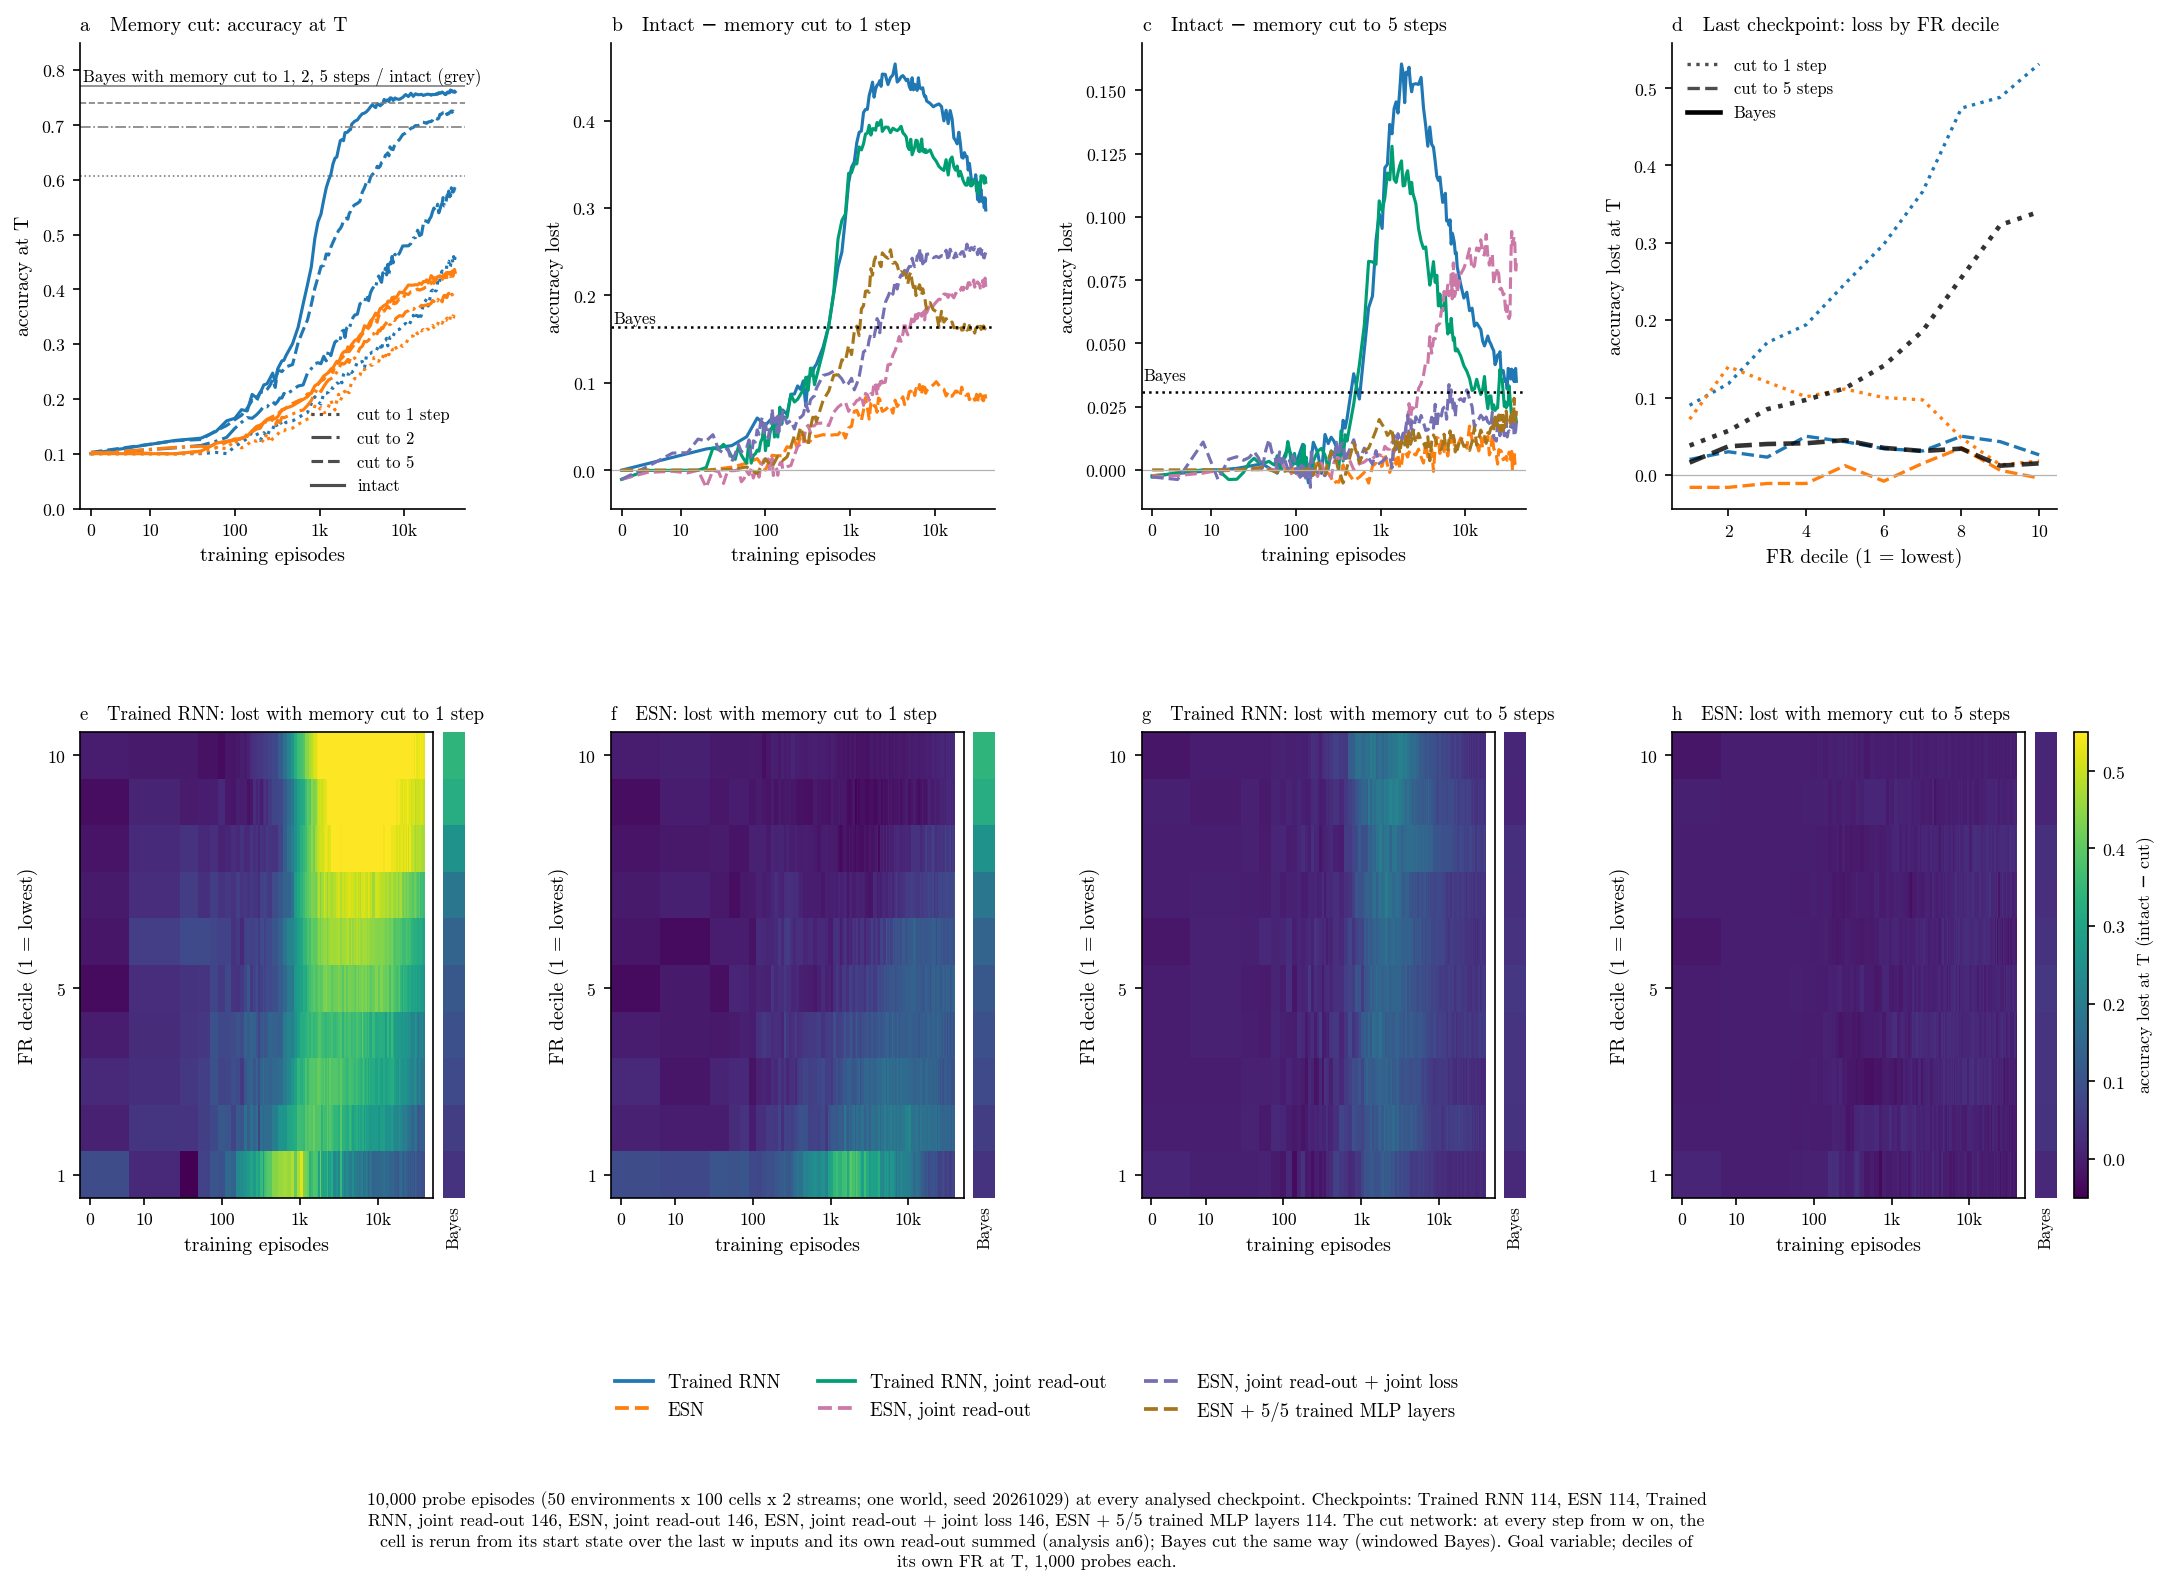 a Memory cut: accuracy at T
Bayes with memory cut to 1, 2, 5 steps / intact (grey)
accuracy at T
0.8
0.7
0.6
0.5
0.4
0.3
0.2
0.1
0.0
cut to 1 step
cut to 2
cut to 5
intact
0 10 100 1k 10k
training episodes
b Intact − memory cut to 1 step
accuracy lost
0.4
0.3
0.2
0.1
0.0
Bayes
0 10 100 1k 10k
training episodes
c Intact − memory cut to 5 steps
accuracy lost
0.150
0.125
0.100
0.075
0.050
0.025
0.000
Bayes
0 10 100 1k 10k
training episodes
d Last checkpoint: loss by FR decile
cut to 1 step
cut to 5 steps
Bayes
accuracy lost at T
0.5
0.4
0.3
0.2
0.1
0.0
2 4 6 8 10
FR decile (1 = lowest)
e Trained RNN: lost with memory cut to 1 step
FR decile (1 = lowest)
10
5
1
0 10 100 1k 10k
training episodes
Bayes
f ESN: lost with memory cut to 1 step
FR decile (1 = lowest)
10
5
1
0 10 100 1k 10k
training episodes
Bayes
g Trained RNN: lost with memory cut to 5 steps
FR decile (1 = lowest)
10
5
1
0 10 100 1k 10k
training episodes
Bayes
h ESN: lost with memory cut to 5 steps
FR decile (1 = lowest)
10
5
1
0 10 100 1k 10k
training episodes
Bayes
0.5
0.4
0.3
0.2
0.1
0.0
accuracy lost at T (intact − cut)
Trained RNN
ESN
Trained RNN, joint read-out
ESN, joint read-out
ESN, joint read-out + joint loss
ESN + 5/5 trained MLP layers
10,000 probe episodes (50 environments x 100 cells x 2 streams; one world, seed 20261029) at every analysed checkpoint. Checkpoints: Trained RNN 114, ESN 114, Trained
RNN, joint read-out 146, ESN, joint read-out 146, ESN, joint read-out + joint loss 146, ESN + 5/5 trained MLP layers 114. The cut network: at every step from w on, the
cell is rerun from its start state over the last w inputs and its own read-out summed (analysis an6); Bayes cut the same way (windowed Bayes). Goal variable; deciles of
its own FR at T, 1,000 probes each.